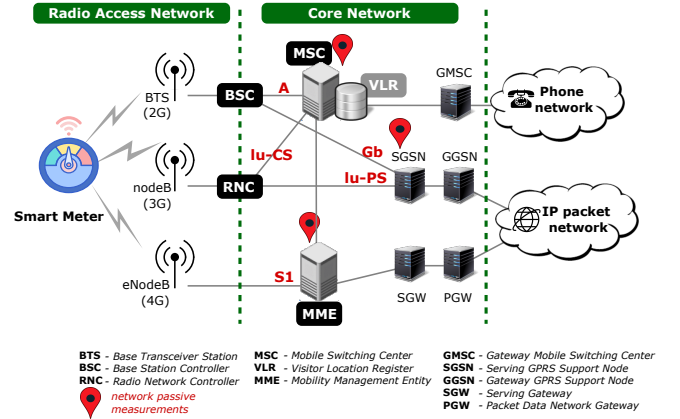 Radio Access Network
Core Network
MSC
VLR
GMSC
BTS
(2G)
BSC
A
Phone
network
Iu-CS
Gb
SGSN
GGSN
nodeB
(3G)
RNC
Iu-PS
Smart Meter
IP packet
network
eNodeB
(4G)
S1
MME
SGW
PGW
BTS - Base Transceiver Station
BSC - Base Station Controller
RNC - Radio Network Controller
network passive
measurements
MSC - Mobile Switching Center
VLR - Visitor Location Register
MME - Mobility Management Entity
GMSC - Gateway Mobile Switching Center
SGSN - Serving GPRS Support Node
GGSN - Gateway GPRS Support Node
SGW - Serving Gateway
PGW - Packet Data Network Gateway